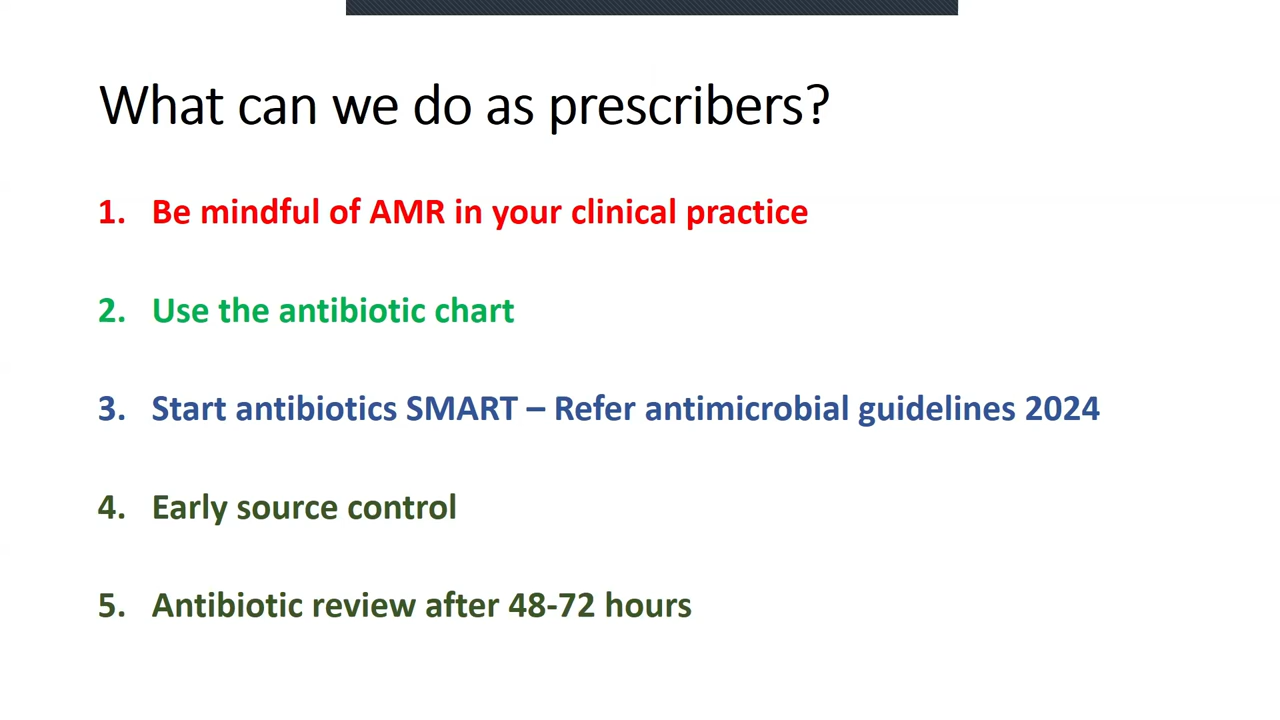 What can we do as prescribers?
1. Be mindful of AMR in your clinical practice
2. Use the antibiotic chart
3. Start antibiotics SMART – Refer antimicrobial guidelines 2024
4. Early source control
5. Antibiotic review after 48-72 hours